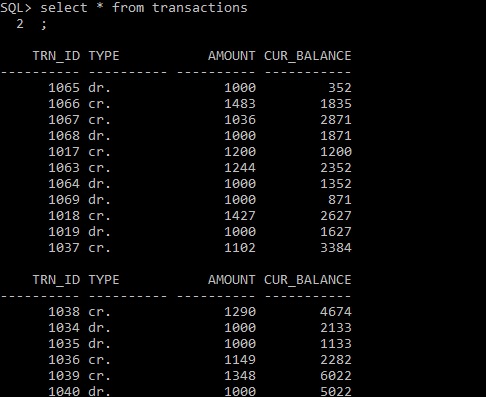 SQL> select * from transactions
  2  ;
    TRN_ID TYPE           AMOUNT CUR_BALANCE
---------- ---------- ---------- -----------
      1065 dr.              1000         352
      1066 cr.              1483        1835
      1067 cr.              1036        2871
      1068 dr.              1000        1871
      1017 cr.              1200        1200
      1063 cr.              1244        2352
      1064 dr.              1000        1352
      1069 dr.              1000         871
      1018 cr.              1427        2627
      1019 dr.              1000        1627
      1037 cr.              1102        3384
    TRN_ID TYPE           AMOUNT CUR_BALANCE
---------- ---------- ---------- -----------
      1038 cr.              1290        4674
      1034 dr.              1000        2133
      1035 dr.              1000        1133
      1036 cr.              1149        2282
      1039 cr.              1348        6022
      1040 dr.              1000        5022